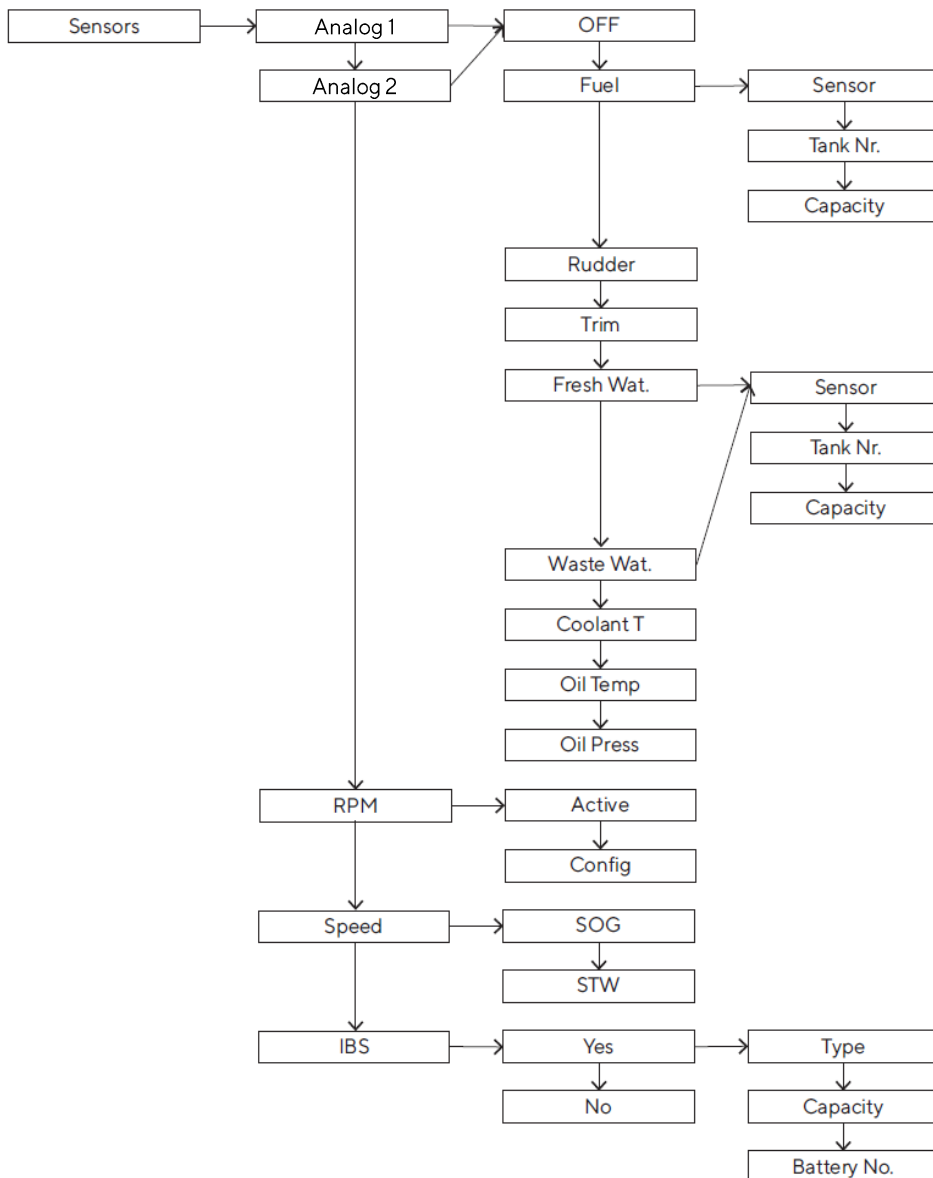 Sensors
Analog 1
OFF
Analog 2
Fuel
Sensor
Tank Nr.
Capacity
Rudder
Trim
Fresh Wat.
Sensor
Tank Nr.
Capacity
Waste Wat.
Coolant T
Oil Temp
Oil Press
RPM
Active
Config
Speed
SOG
STW
IBS
Yes
Type
No
Capacity
Battery No.